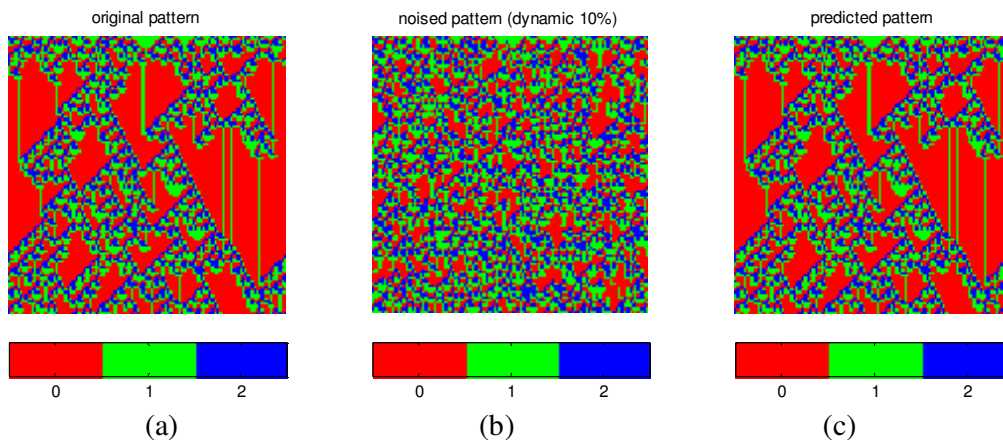 original pattern
noised pattern (dynamic 10%)
predicted pattern
0 1 2
0 1 2
0 1 2
(a)
(b)
(c)